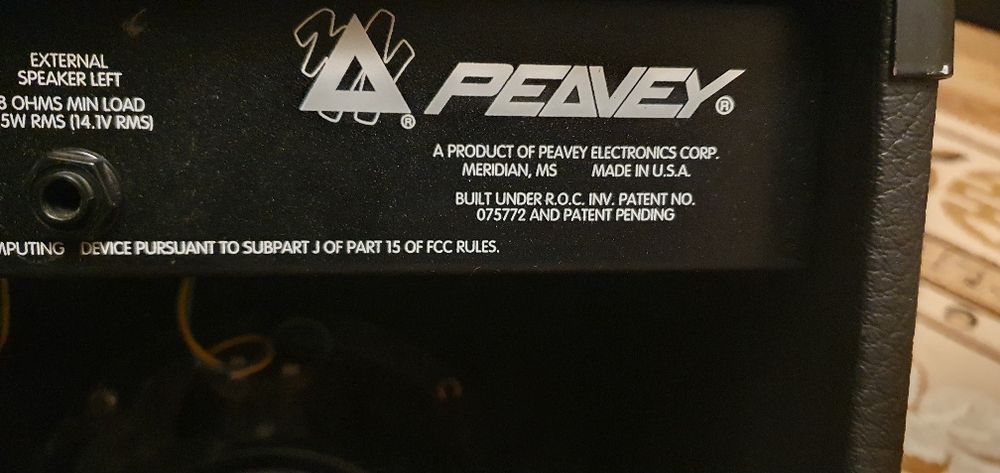 EXTERNAL
SPEAKER LEFT
8 OHMS MIN LOAD
5W RMS (14.1V RMS)
PEAVEY®
A PRODUCT OF PEAVEY ELECTRONICS CORP.
MERIDIAN, MS MADE IN U.S.A.
BUILT UNDER R.O.C. INV. PATENT NO.
075772 AND PATENT PENDING
MPUTING DEVICE PURSUANT TO SUBPART J OF PART 15 OF FCC RULES.